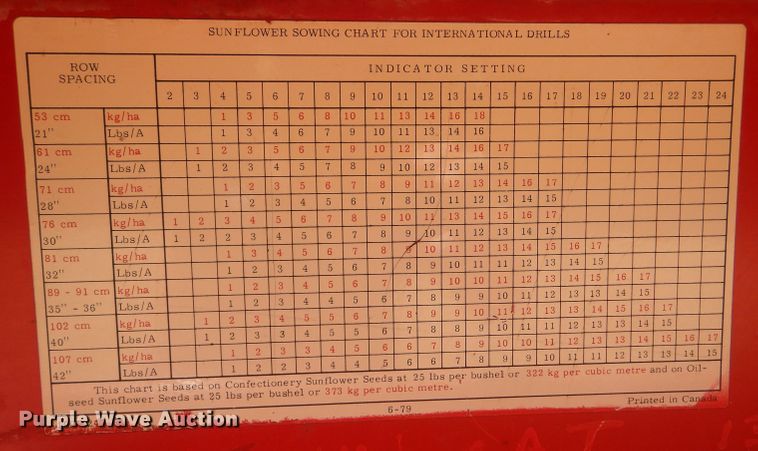 SUNFLOWER SOWING CHART FOR INTERNATIONAL DRILLS
ROW SPACING INDICATOR SETTING
2 3 4 5 6 7 8 9 10 11 12 13 14 15 16 17 18 19 20 21 22 23 24
53 cm kg/ha 1 3 5 6 8 10 11 13 14 16 18
21" Lbs/A 1 3 4 6 7 9 10 11 13 14 16
61 cm kg/ha 1 2 3 5 6 7 9 10 12 13 14 16 17
24" Lbs/A 1 2 3 4 5 7 8 9 10 12 13 14 15
71 cm kg/ha 1 2 3 5 6 7 8 9 11 12 13 14 16 17
28" Lbs/A 1 2 3 4 5 6 7 8 10 11 12 13 14 15
76 cm kg/ha 1 2 3 4 5 6 7 8 9 10 11 13 14 15 16 17
30" Lbs/A 1 2 2 3 4 5 6 7 8 9 10 11 12 13 14 15
81 cm kg/ha 1 3 4 5 6 7 8 9 10 11 12 13 14 15 16 17
32" Lbs/A 1 2 3 4 5 6 7 8 9 10 11 11 12 13 14 15
89 - 91 cm kg/ha 1 2 3 4 5 6 7 8 9 10 10 11 12 13 14 15 16 17
35" - 36" Lbs/A 1 2 3 4 5 6 7 8 9 9 10 11 12 13 13 14 15
102 cm kg/ha 1 2 3 4 5 6 7 8 9 9 10 11 12 13 13 14 15 16 17
40" Lbs/A 1 2 3 3 4 5 6 7 8 8 9 10 11 11 12 13 13 14 15
107 cm kg/ha 1 2 3 3 4 5 6 6 7 8 9 10 10 11 12 13 14 15 16 16 17
42" Lbs/A 1 2 2 3 4 4 5 6 6 7 8 9 9 10 11 11 12 13 13 14 15
This chart is based on Confectionery Sunflower Seeds at 25 lbs per bushel or 322 kg per cubic metre and on Oil-
seed Sunflower Seeds at 25 lbs per bushel or 373 kg per cubic metre.
6-79 Printed in Canada
Purple Wave Auction